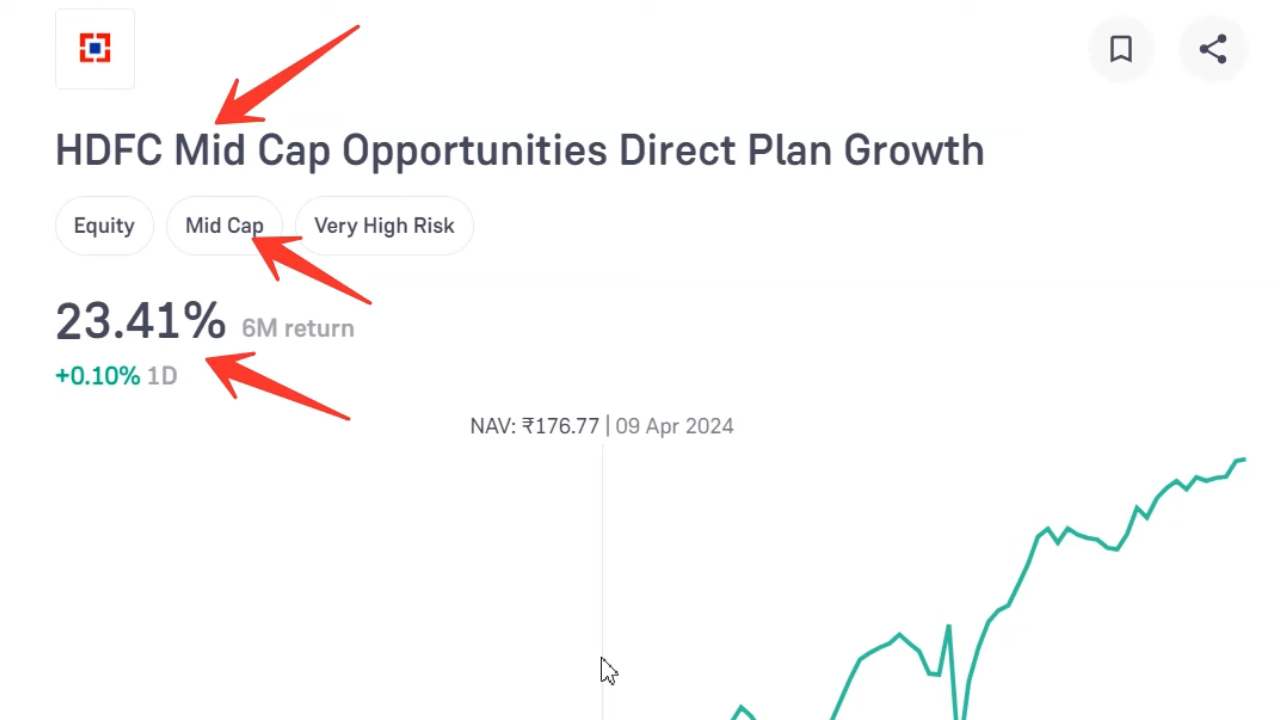 HDFC Mid Cap Opportunities Direct Plan Growth
Equity Mid Cap Very High Risk
23.41% 6M return
+0.10% 1D
NAV: ₹176.77 | 09 Apr 2024